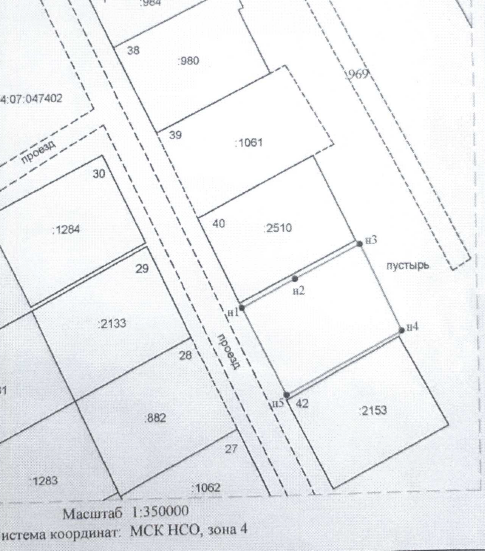 :964
38
:980
:969
4:07:047402
39
:1061
проезд
30
40
:2510
:1284
н3
29
пустырь
н2
н1
:2133
н4
28
проезд
н5
42
:2153
:882
27
:1283
:1062
Масштаб 1:350000
истема координат: МСК НСО, зона 4